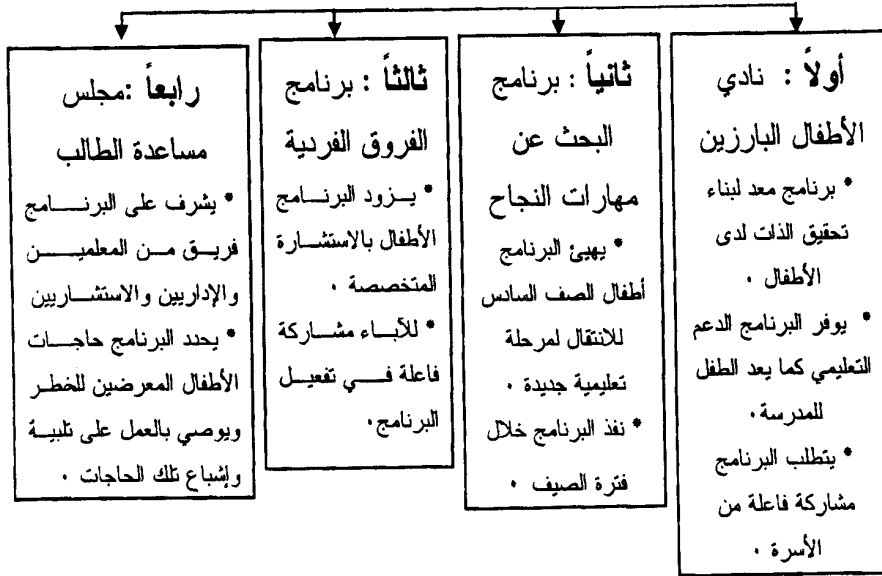 أولاً : نادي
الأطفال البارزين
* برنامج معد لبناء
تحقيق الذات لدى
الأطفال .
* يوفر البرنامج الدعم
التعليمي كما يعد الطفل
للمدرسة.
* يتطلب البرنامج
مشاركة فاعلة من
الأسرة .
ثانياً : برنامج
البحث عن
مهارات النجاح
* يهيئ البرنامج
أطفال الصف السادس
للانتقال لمرحلة
تعليمية جديدة .
* نفذ البرنامج خلال
فترة الصيف .
ثالثاً : برنامج
الفروق الفردية
* يزود البرنامج
الأطفال بالاستشارة
المتخصصة .
* للآباء مشاركة
فاعلة في تفعيل
البرنامج.
رابعاً :مجلس
مساعدة الطالب
* يشرف على البرنامج
فريق من المعلمين
والإداريين والاستشاريين
* يحدد البرنامج حاجات
الأطفال المعرضين للخطر
ويوصي بالعمل على تلبية
وإشباع تلك الحاجات .